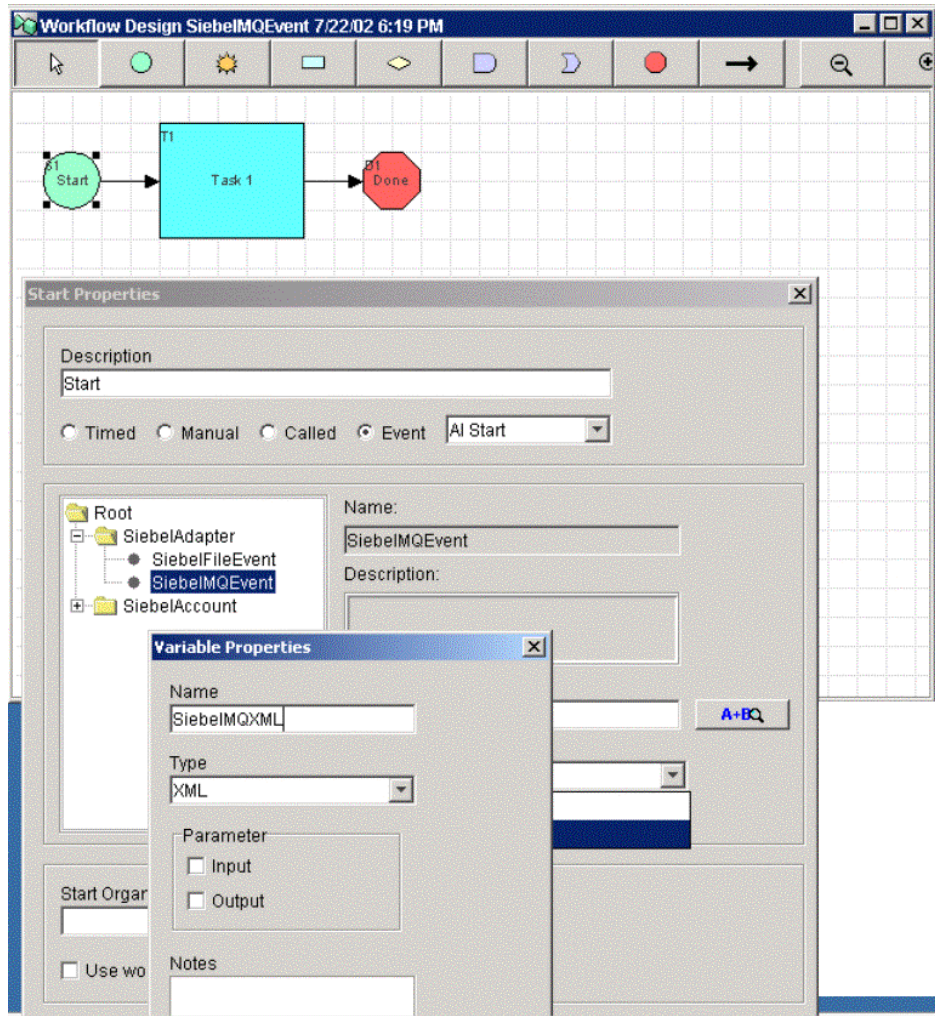 Workflow Design SiebelMQEvent 7/22/02 6:19 PM
T1
S1
Start
Task 1
D1
Done
Start Properties
Description
Start
Timed Manual Called Event AI Start
Root
SiebelAdapter
SiebelFileEvent
SiebelMQEvent
SiebelAccount
Name:
SiebelMQEvent
Description:
A+B
Variable Properties
Name
SiebelMQXML
Type
XML
Parameter
Input
Output
Notes
Start Organ
Use wo